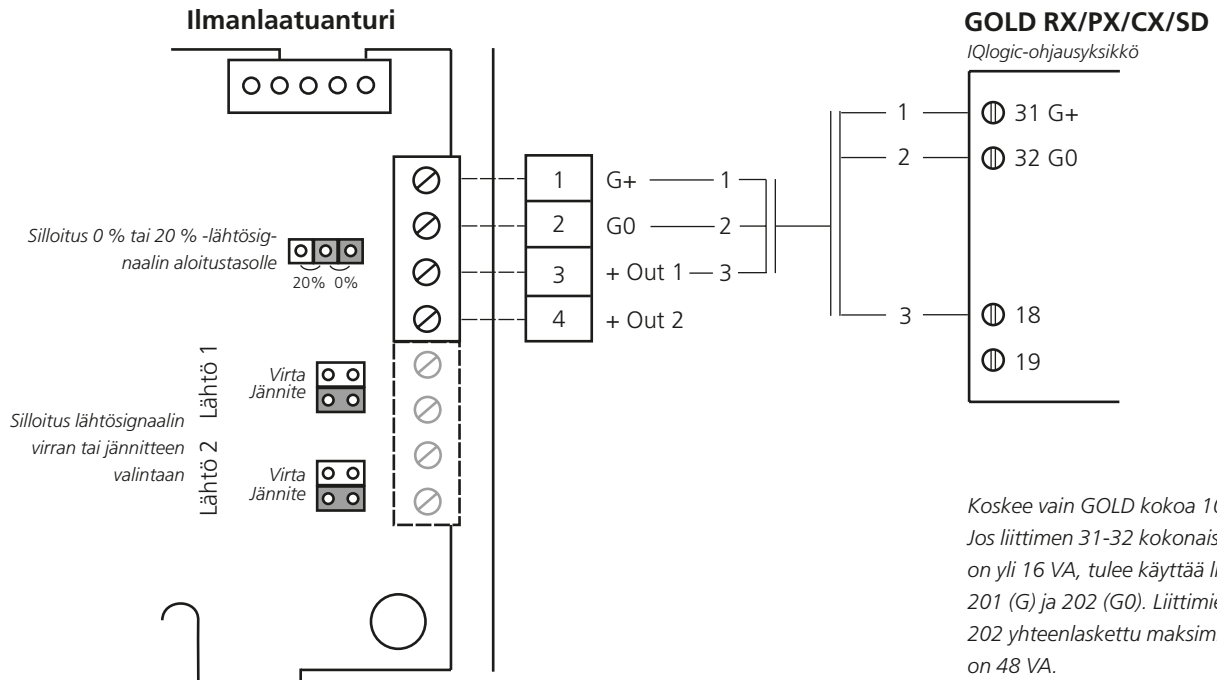 Ilmanlaatuanturi
GOLD RX/PX/CX/SD
IQlogic-ohjausyksikkö
1
31 G+
2
32 G0
1
G+
1
2
G0
2
3
+ Out 1
3
4
+ Out 2
3
18
19
Silloitus 0 % tai 20 % -lähtösig-
naalin aloitustasolle
20% 0%
Lähtö 1
Virta
Jännite
Silloitus lähtösignaalin
virran tai jännitteen
valintaan
Lähtö 2
Virta
Jännite
Koskee vain GOLD kokoa
Jos liittimen 31-32
on yli 16 VA, tulee käyttää
201 (G) ja 202 (G0).
202 yhteenlaskettu
on 48 VA.